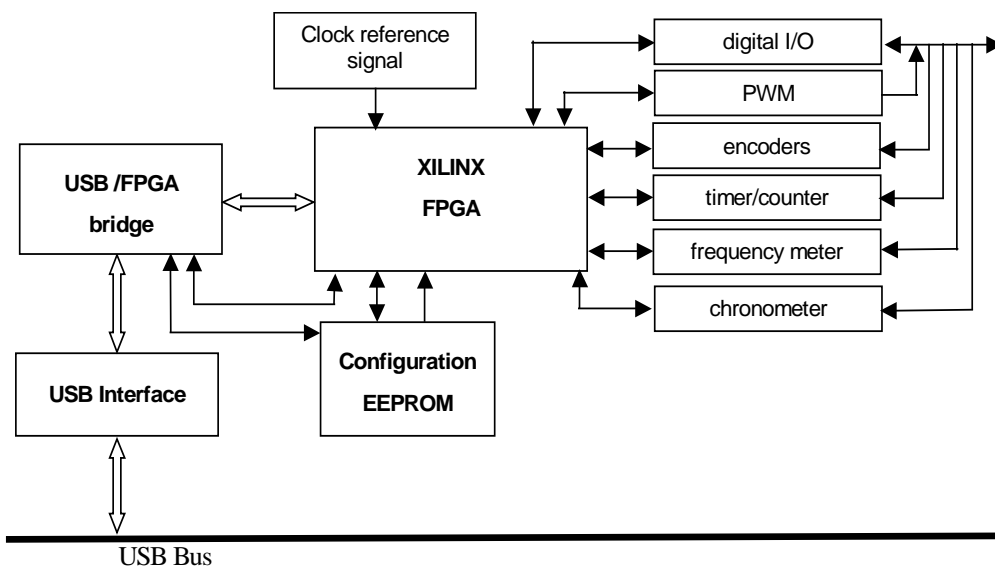 Clock reference
signal
digital I/O
PWM
XILINX
FPGA
encoders
USB /FPGA
bridge
timer/counter
frequency meter
chronometer
Configuration
EEPROM
USB Interface
USB Bus